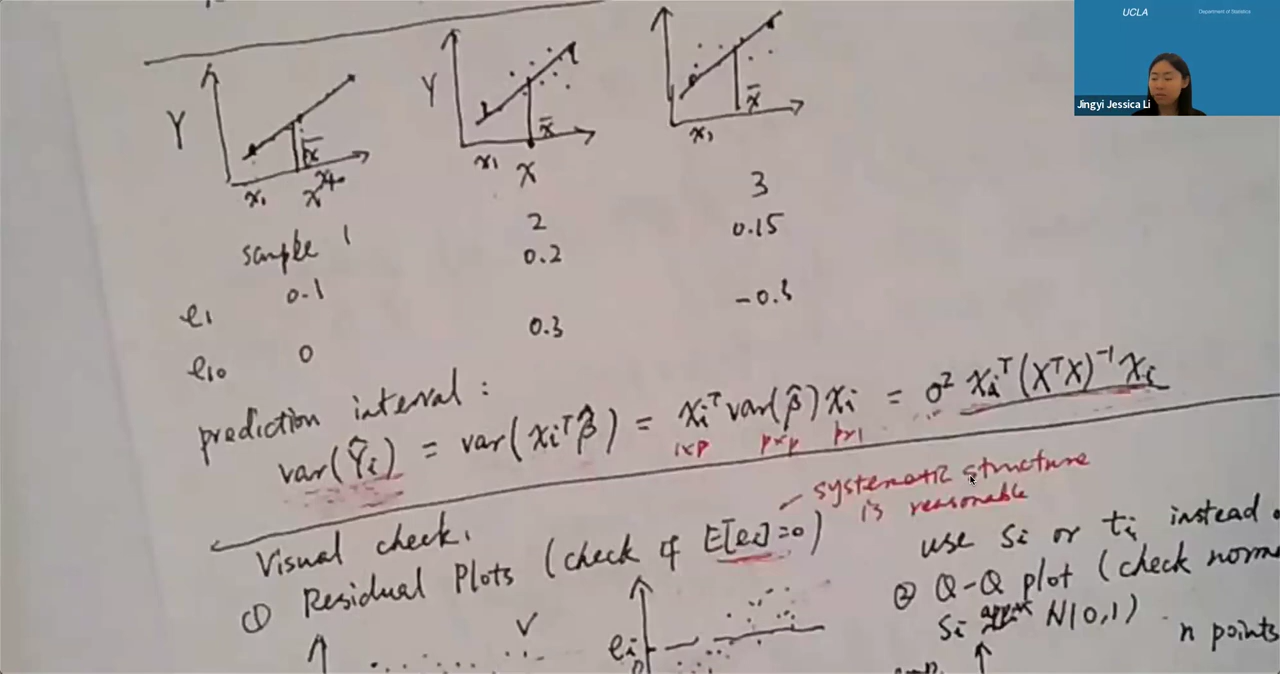 UCLA
Department of Statistics
Jingyi Jessica Li
Y
x̄
x₁
Y
x̄
x₁
x
x̄
x₁
sample 1 2 3
e₁ 0.1 0.2 0.15
e₁₀ 0 0.3
prediction interval:
var(Ŷᵢ) = var(xᵢᵀβ̂) = xᵢᵀ var(β̂) xᵢ = σ² xᵢᵀ(XᵀX)⁻¹xᵢ
1×p p×p p×1
systematic structure
is reasonable
Visual check.
① Residual Plots (check if E[eᵢ]=0)
eᵢ
0
use sᵢ or tᵢ instead
② Q-Q plot (check norm
sᵢ approx N(0,1)
n points